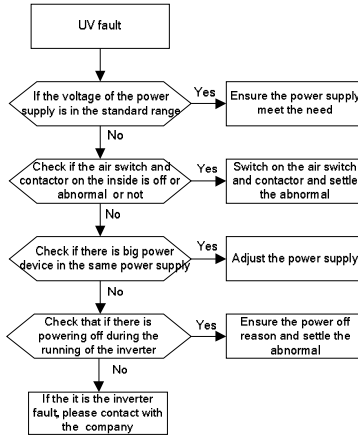 UV fault
If the voltage of the power
supply is in the standard range
Yes
Ensure the power supply
meet the need
No
Check if the air switch and
contactor on the inside is off or
abnormal or not
Yes
Switch on the air switch
and contactor and settle
the abnormal
No
Check if there is big power
device in the same power supply
Yes
Adjust the power supply
No
Check that if there is
powering off during the
running of the inverter
Yes
Ensure the power off
reason and settle the
abnormal
No
If the it is the inverter
fault, please contact with
the company